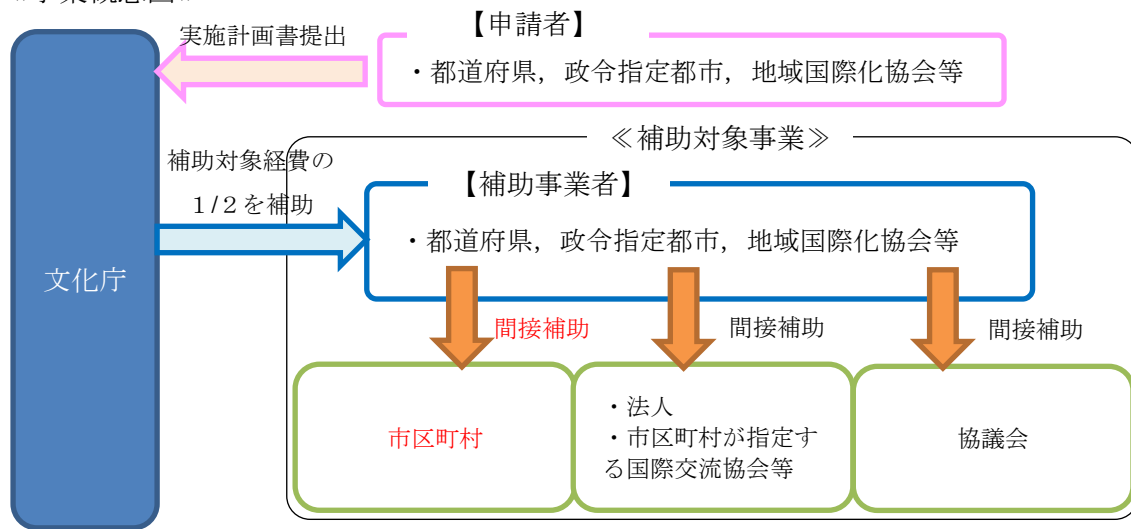 【申請者】
実施計画書提出
・都道府県，政令指定都市，地域国際化協会等
≪補助対象事業≫
補助対象経費の
１/２を補助
【補助事業者】
・都道府県，政令指定都市，地域国際化協会等
文化庁
間接補助
間接補助
間接補助
市区町村
・法人
・市区町村が指定す
る国際交流協会等
協議会